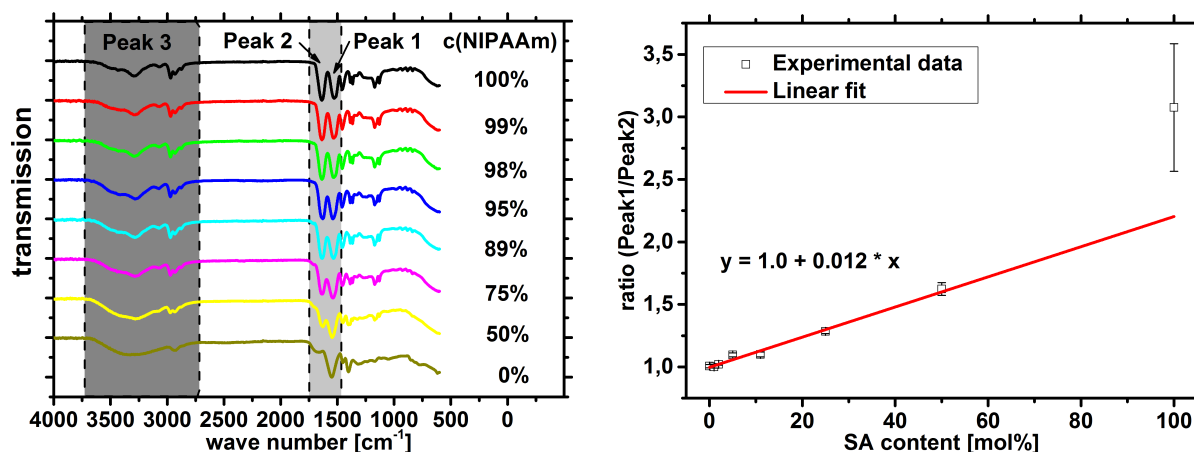 Peak 3
Peak 2
Peak 1
c(NIPAAm)
100%
99%
98%
95%
89%
75%
50%
0%
transmission
4000 3500 3000 2500 2000 1500 1000 500 0
wave number [cm⁻¹]
3,5
3,0
2,5
2,0
1,5
1,0
ratio (Peak1/Peak2)
Experimental data
Linear fit
y = 1.0 + 0.012 * x
0 20 40 60 80 100
SA content [mol%]